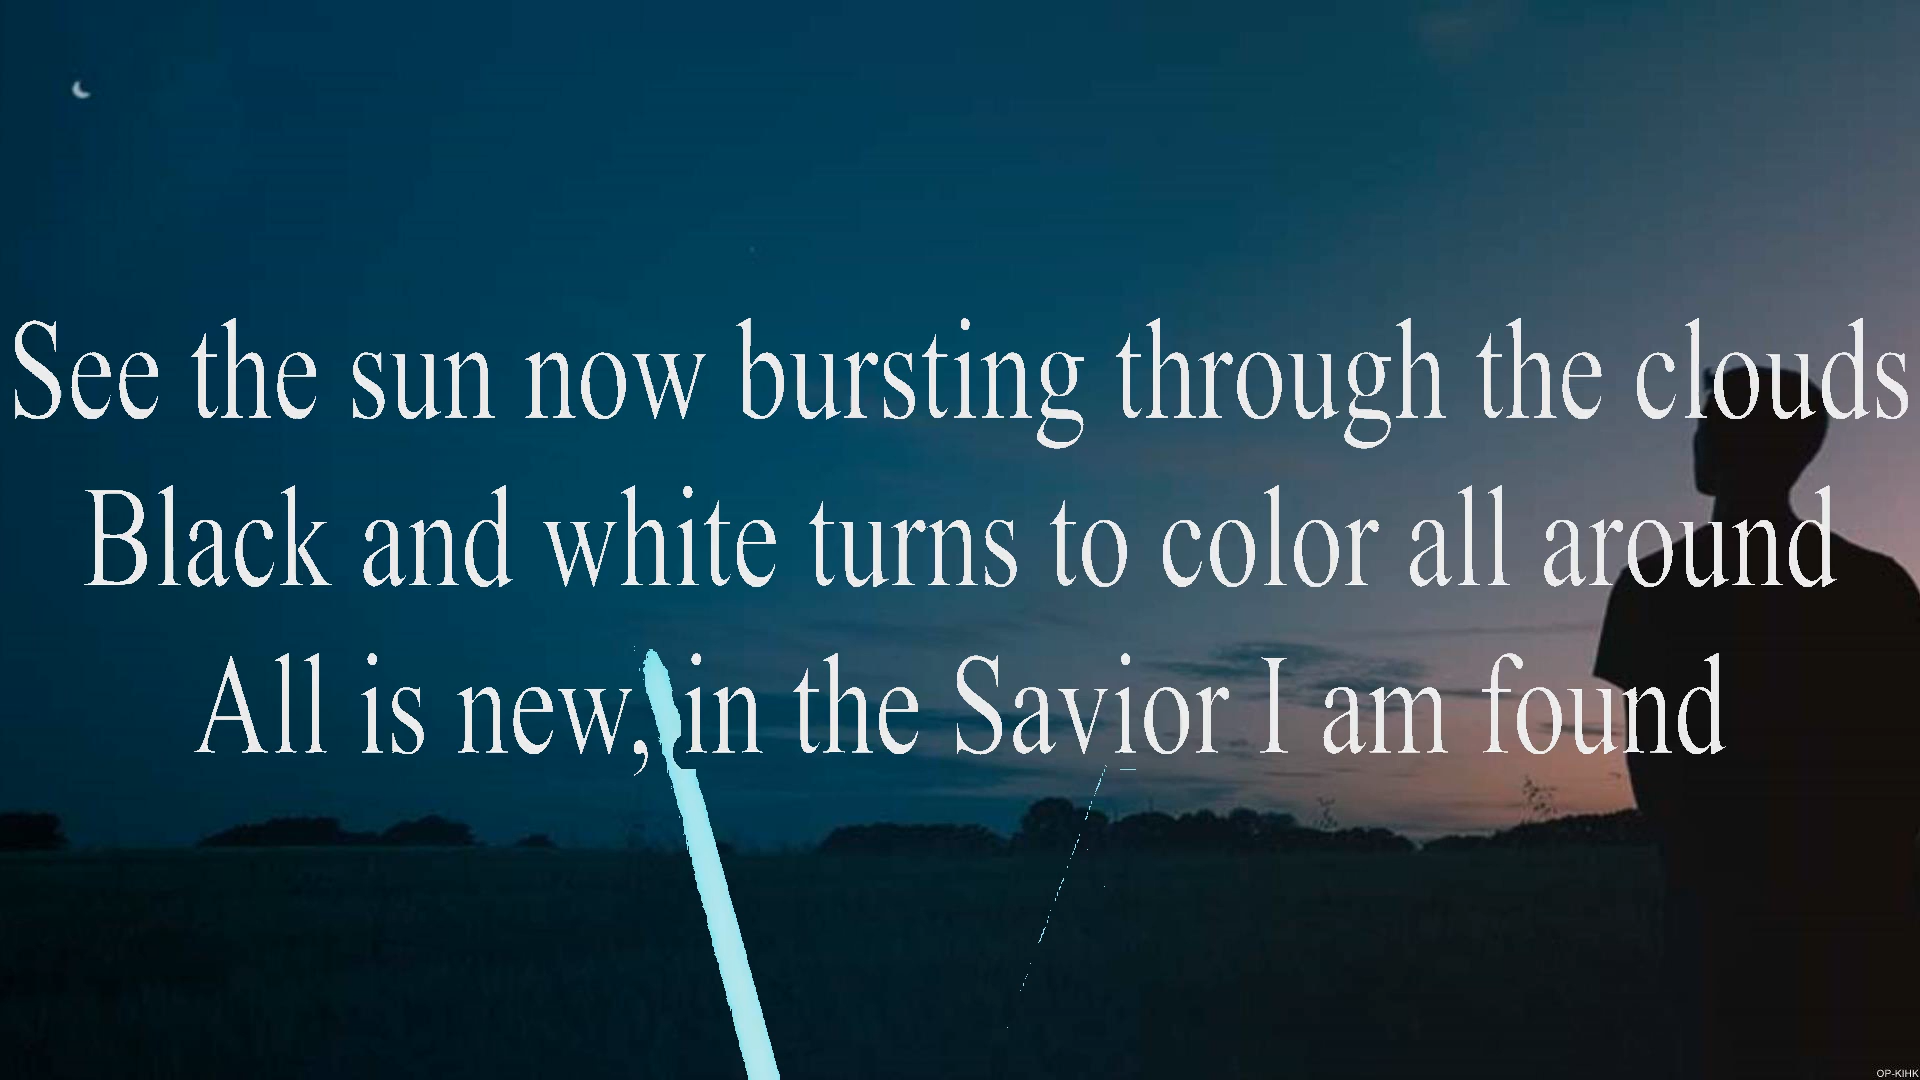 See the sun now bursting through the clouds
Black and white turns to color all around
All is new, in the Savior I am found
OP-KIHK